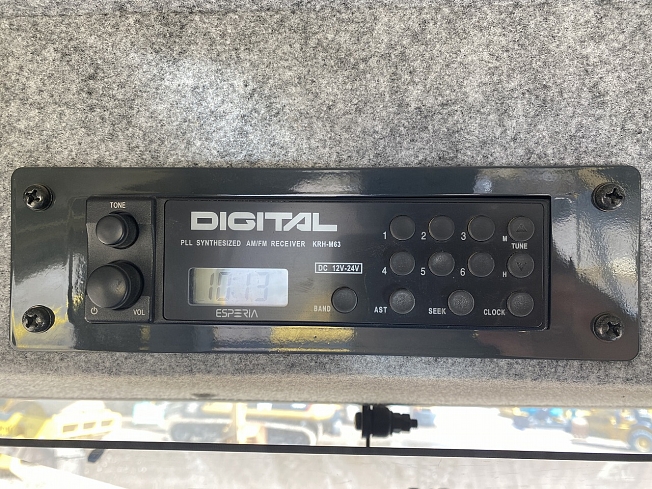 TONE
DIGITAL
PLL SYNTHESIZED AM/FM RECEIVER KRH-M63
1 2 3 M
TUNE
DC 12V-24V
4 5 6 H
10:13
ESPERIA
VOL
BAND AST SEEK CLOCK